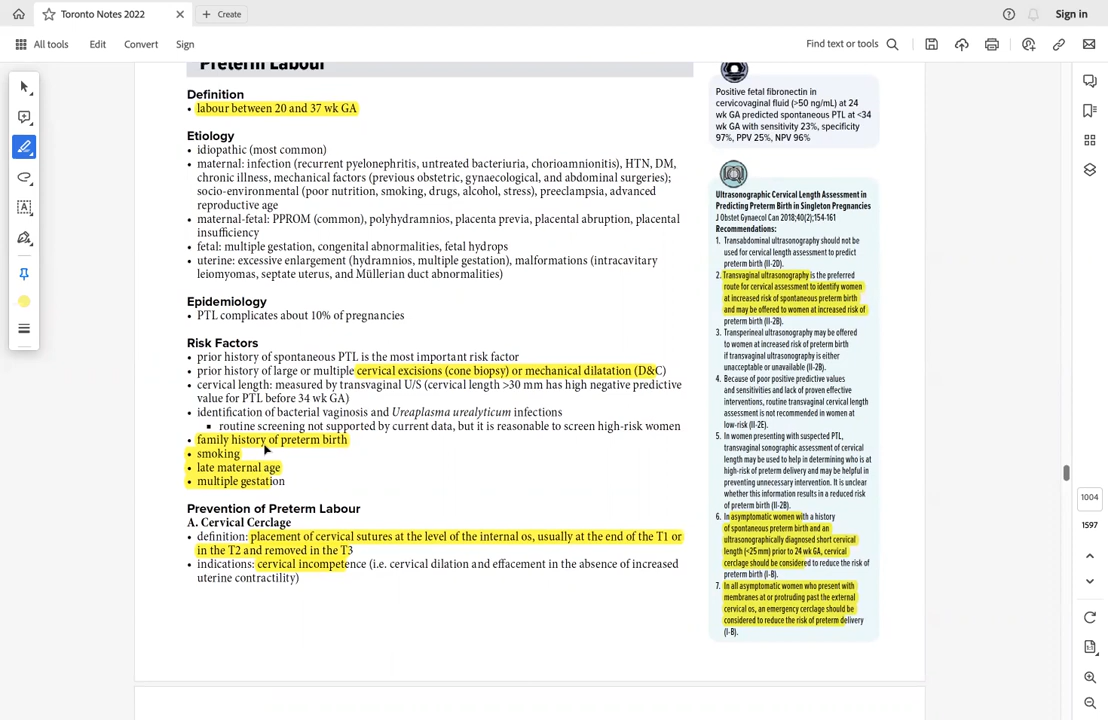 Toronto Notes 2022
Create
Sign in
All tools
Edit
Convert
Sign
Find text or tools
Preterm Labour
Definition
• labour between 20 and 37 wk GA
Etiology
• idiopathic (most common)
• maternal: infection (recurrent pyelonephritis, untreated bacteriuria, chorioamnionitis), HTN, DM,
chronic illness, mechanical factors (previous obstetric, gynaecological, and abdominal surgeries);
socio-environmental (poor nutrition, smoking, drugs, alcohol, stress), preeclampsia, advanced
reproductive age
• maternal-fetal: PPROM (common), polyhydramnios, placenta previa, placental abruption, placental
insufficiency
• fetal: multiple gestation, congenital abnormalities, fetal hydrops
• uterine: excessive enlargement (hydramnios, multiple gestation), malformations (intracavitary
leiomyomas, septate uterus, and Müllerian duct abnormalities)
Epidemiology
• PTL complicates about 10% of pregnancies
Risk Factors
• prior history of spontaneous PTL is the most important risk factor
• prior history of large or multiple cervical excisions (cone biopsy) or mechanical dilatation (D&C)
• cervical length: measured by transvaginal U/S (cervical length >30 mm has high negative predictive
value for PTL before 34 wk GA)
• identification of bacterial vaginosis and Ureaplasma urealyticum infections
▪ routine screening not supported by current data, but it is reasonable to screen high-risk women
• family history of preterm birth
• smoking
• late maternal age
• multiple gestation
Prevention of Preterm Labour
A. Cervical Cerclage
• definition: placement of cervical sutures at the level of the internal os, usually at the end of the T1 or
in the T2 and removed in the T3
• indications: cervical incompetence (i.e. cervical dilation and effacement in the absence of increased
uterine contractility)
Positive fetal fibronectin in
cervicovaginal fluid (>50 ng/mL) at 24
wk GA predicted spontaneous PTL at <34
wk GA with sensitivity 23%, specificity
97%, PPV 25%, NPV 96%
Ultrasonographic Cervical Length Assessment in
Predicting Preterm Birth in Singleton Pregnancies
J Obstet Gynaecol Can 2018;40(2);154-161
Recommendations:
1. Transabdominal ultrasonography should not be
used for cervical length assessment to predict
preterm birth (II-2D).
2. Transvaginal ultrasonography is the preferred
route for cervical assessment to identify women
at increased risk of spontaneous preterm birth
and may be offered to women at increased risk of
preterm birth (II-2B).
3. Transperineal ultrasonography may be offered
to women at increased risk of preterm birth
if transvaginal ultrasonography is either
unacceptable or unavailable (II-2B).
4. Because of poor positive predictive values
and sensitivities and lack of proven effective
interventions, routine transvaginal cervical length
assessment is not recommended in women at
low-risk (II-2E).
5. In women presenting with suspected PTL,
transvaginal sonographic assessment of cervical
length may be used to help in determining who is at
high-risk of preterm delivery and may be helpful in
preventing unnecessary intervention. It is unclear
whether this information results in a reduced risk
of preterm birth (II-2B).
6. In asymptomatic women with a history
of spontaneous preterm birth and an
ultrasonographically diagnosed short cervical
length (<25 mm) prior to 24 wk GA, cervical
cerclage should be considered to reduce the risk of
preterm birth (I-B).
7. In all asymptomatic women who present with
membranes at or protruding past the external
cervical os, an emergency cerclage should be
considered to reduce the risk of preterm delivery
(I-B).
1004
1597